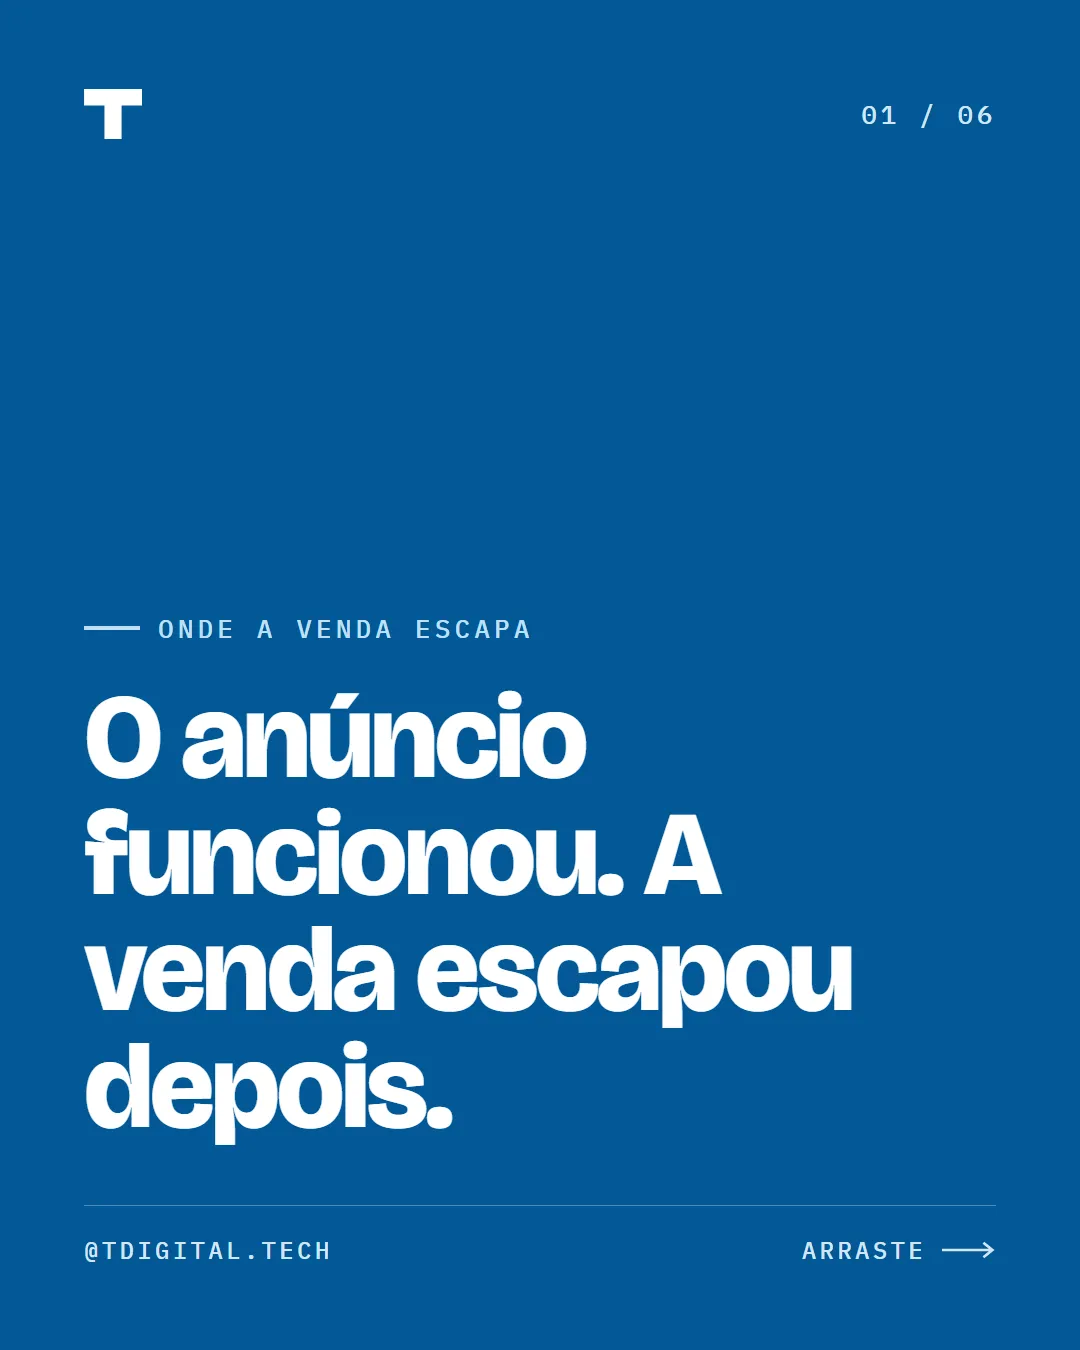 T
01 / 06
ONDE A VENDA ESCAPA
O anúncio
funcionou. A
venda escapou
depois.
@TDIGITAL.TECH
ARRASTE